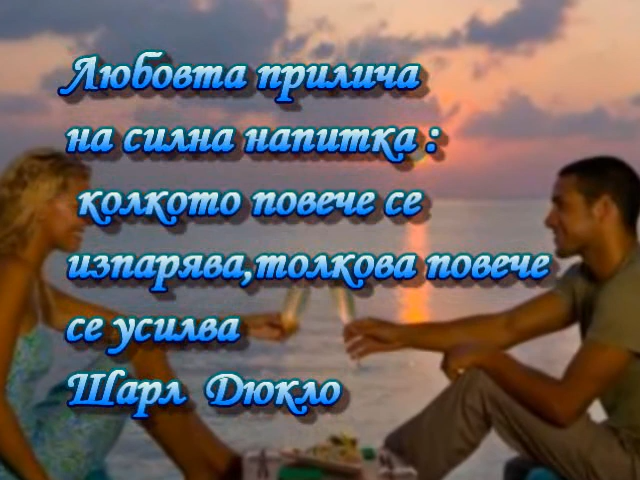 Любовта прилича
на силна напитка :
колкото повече се
изпарява,толкова повече
се усилва
Шарл Дюкло